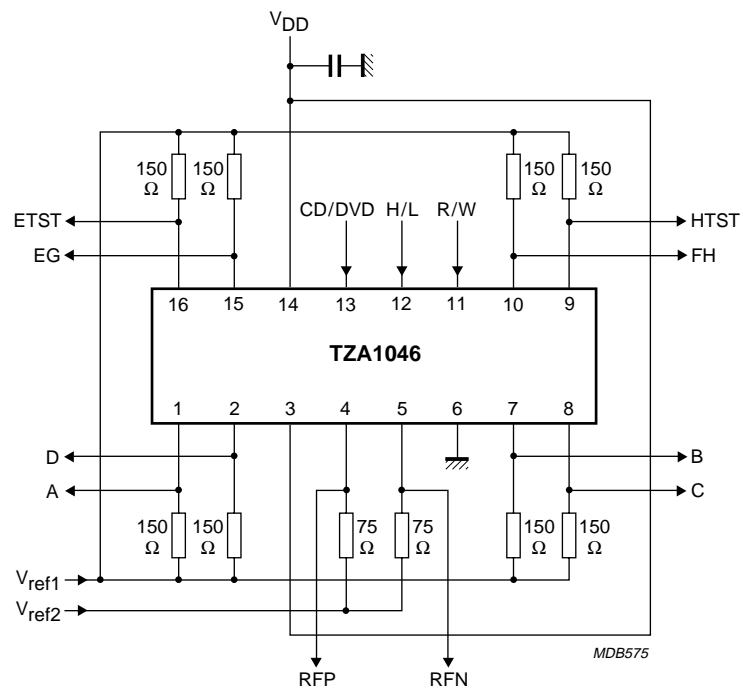 VDD
150 Ω 150 Ω 150 Ω 150 Ω
CD/DVD H/L R/W
ETST HTST
EG FH
16 15 14 13 12 11 10 9
TZA1046
1 2 3 4 5 6 7 8
D B
A C
150 Ω 150 Ω 75 Ω 75 Ω 150 Ω 150 Ω
Vref1
Vref2
MDB575
RFP RFN